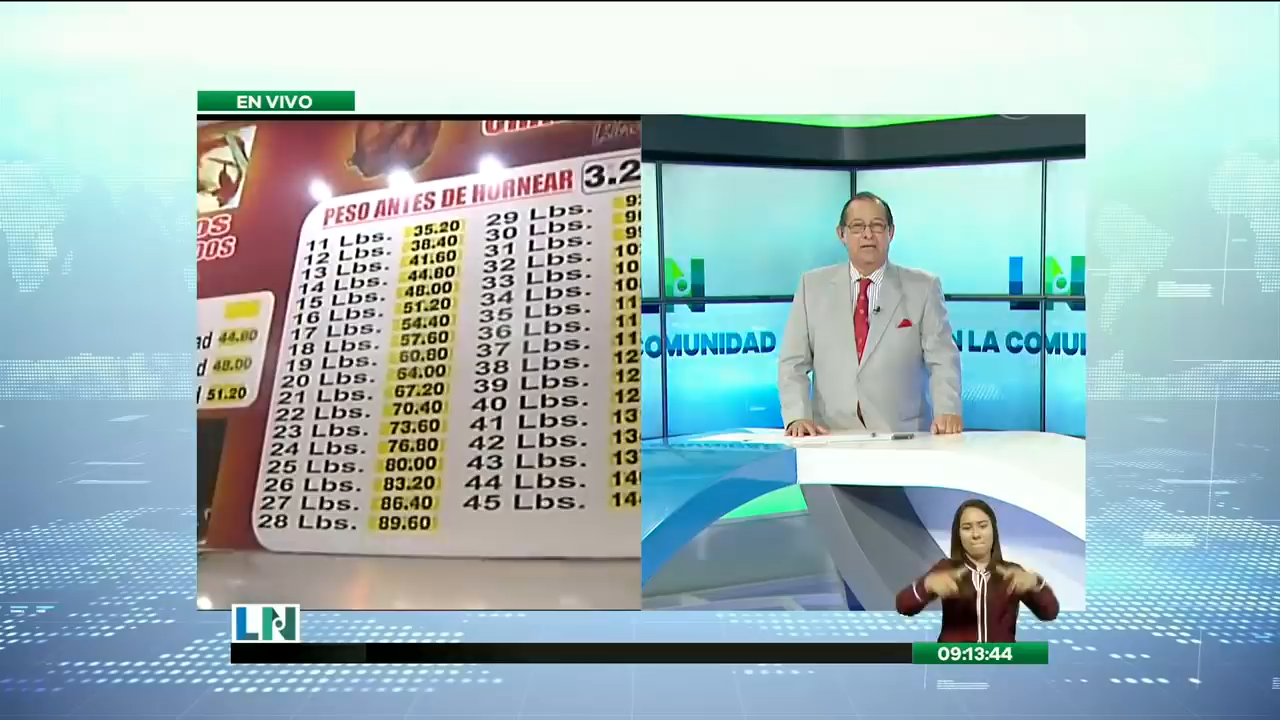 EN VIVO
PESO ANTES DE HORNEAR
11 Lbs. 35.20
12 Lbs. 38.40
13 Lbs. 41.60
14 Lbs. 44.80
15 Lbs. 48.00
16 Lbs. 51.20
17 Lbs. 54.40
18 Lbs. 57.60
19 Lbs. 60.80
20 Lbs. 64.00
21 Lbs. 67.20
22 Lbs. 70.40
23 Lbs. 73.60
24 Lbs. 76.80
25 Lbs. 80.00
26 Lbs. 83.20
27 Lbs. 86.40
28 Lbs. 89.60
29 Lbs.
30 Lbs.
31 Lbs.
32 Lbs.
33 Lbs.
34 Lbs.
35 Lbs.
36 Lbs.
37 Lbs.
38 Lbs.
39 Lbs.
40 Lbs.
41 Lbs.
42 Lbs.
43 Lbs.
44 Lbs.
45 Lbs.
44.80
48.00
51.20
LN
COMUNIDAD
N LA COMU
LN
09:13:44